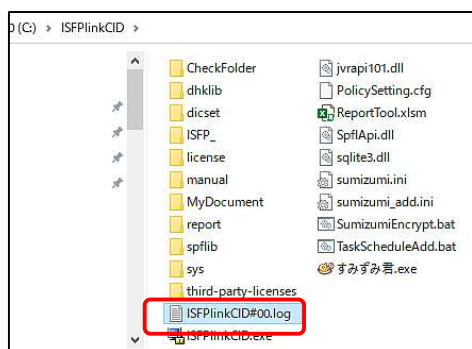 (C:) > ISFPlinkCID >
CheckFolder
dhklib
dicset
ISFP_
license
manual
MyDocument
report
spflib
sys
third-party-licenses
ISFPlinkCID#00.log
ISFPlinkCID.exe
jvrapi101.dll
PolicySetting.cfg
ReportTool.xlsm
SpflApi.dll
sqlite3.dll
sumizumi.ini
sumizumi_add.ini
SumizumiEncrypt.bat
TaskScheduleAdd.bat
すみずみ君.exe